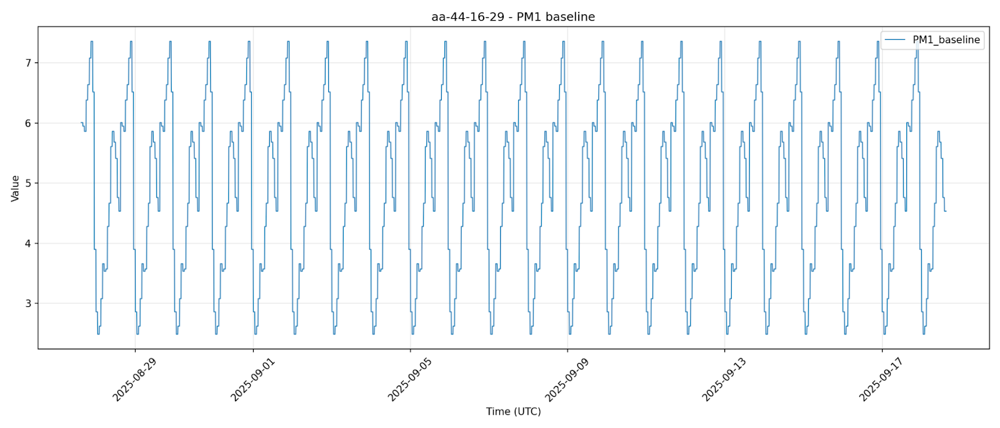 aa-44-16-29 - PM1 baseline
PM1_baseline
Value
7
6
5
4
3
2025-08-29
2025-09-01
2025-09-05
2025-09-09
2025-09-13
2025-09-17
Time (UTC)